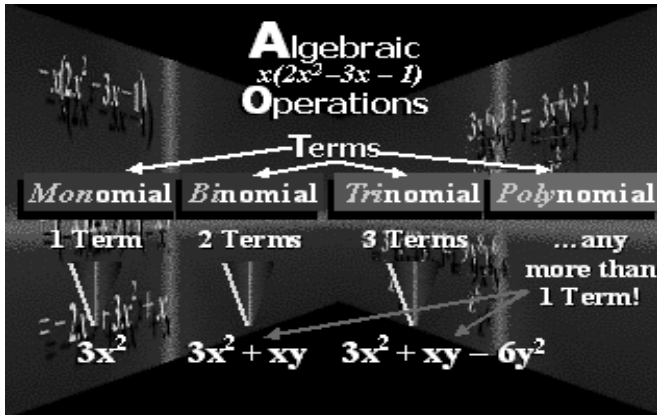 Algebraic
x(2x²-3x-1)
Operations
Terms
Monomial Binomial Trinomial Polynomial
1 Term 2 Terms 3 Terms ...any
more than
1 Term!
3x² 3x² + xy 3x² + xy - 6y²